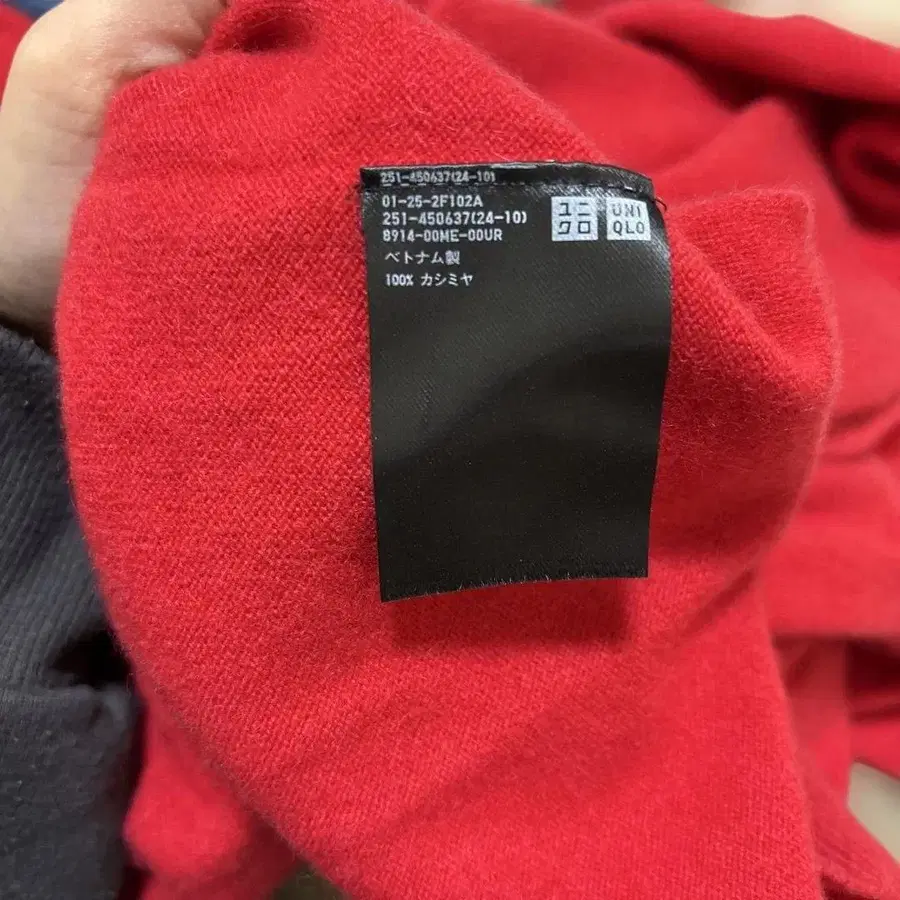 251-450637(24-10)
01-25-2F102A
251-450637(24-10)
8914-00ME-00UR
ベトナム製
100% カシミヤ
ユニ
クロ
UNI
QLO